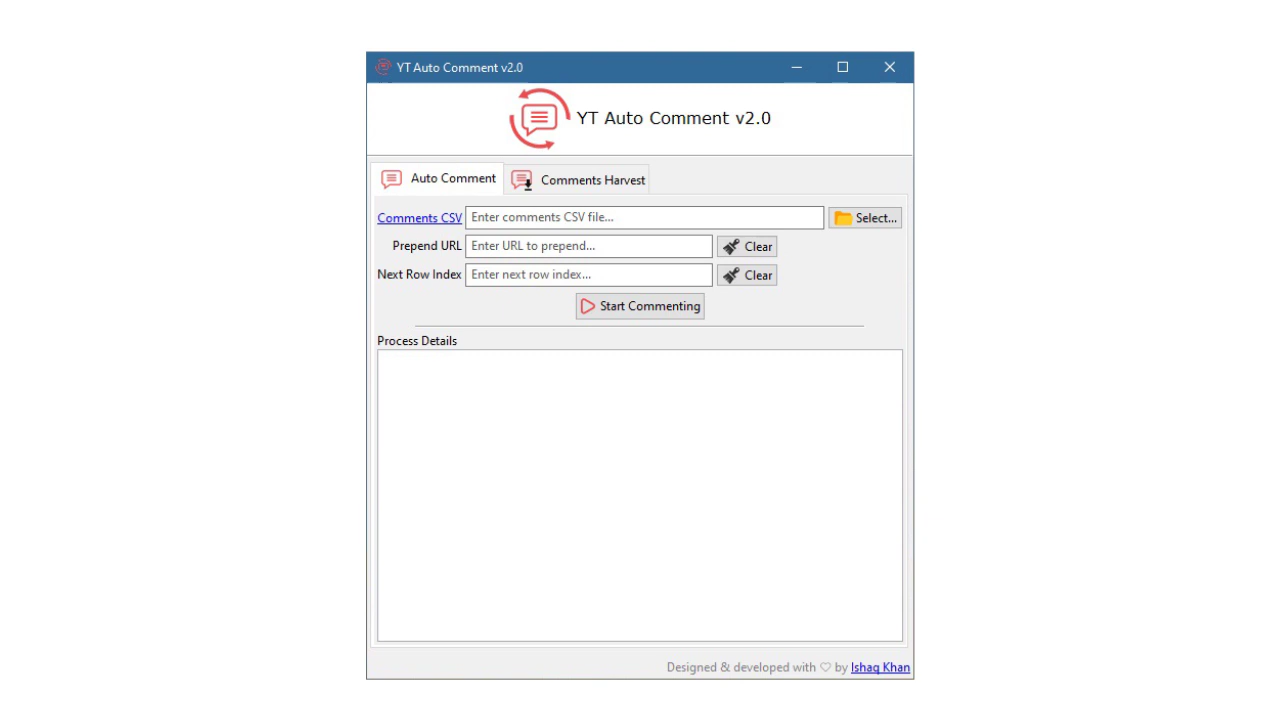 YT Auto Comment v2.0
YT Auto Comment v2.0
Auto Comment Comments Harvest
Comments CSV Enter comments CSV file... Select...
Prepend URL Enter URL to prepend... Clear
Next Row Index Enter next row index... Clear
Start Commenting
Process Details
Designed & developed with ♡ by Ishaq Khan